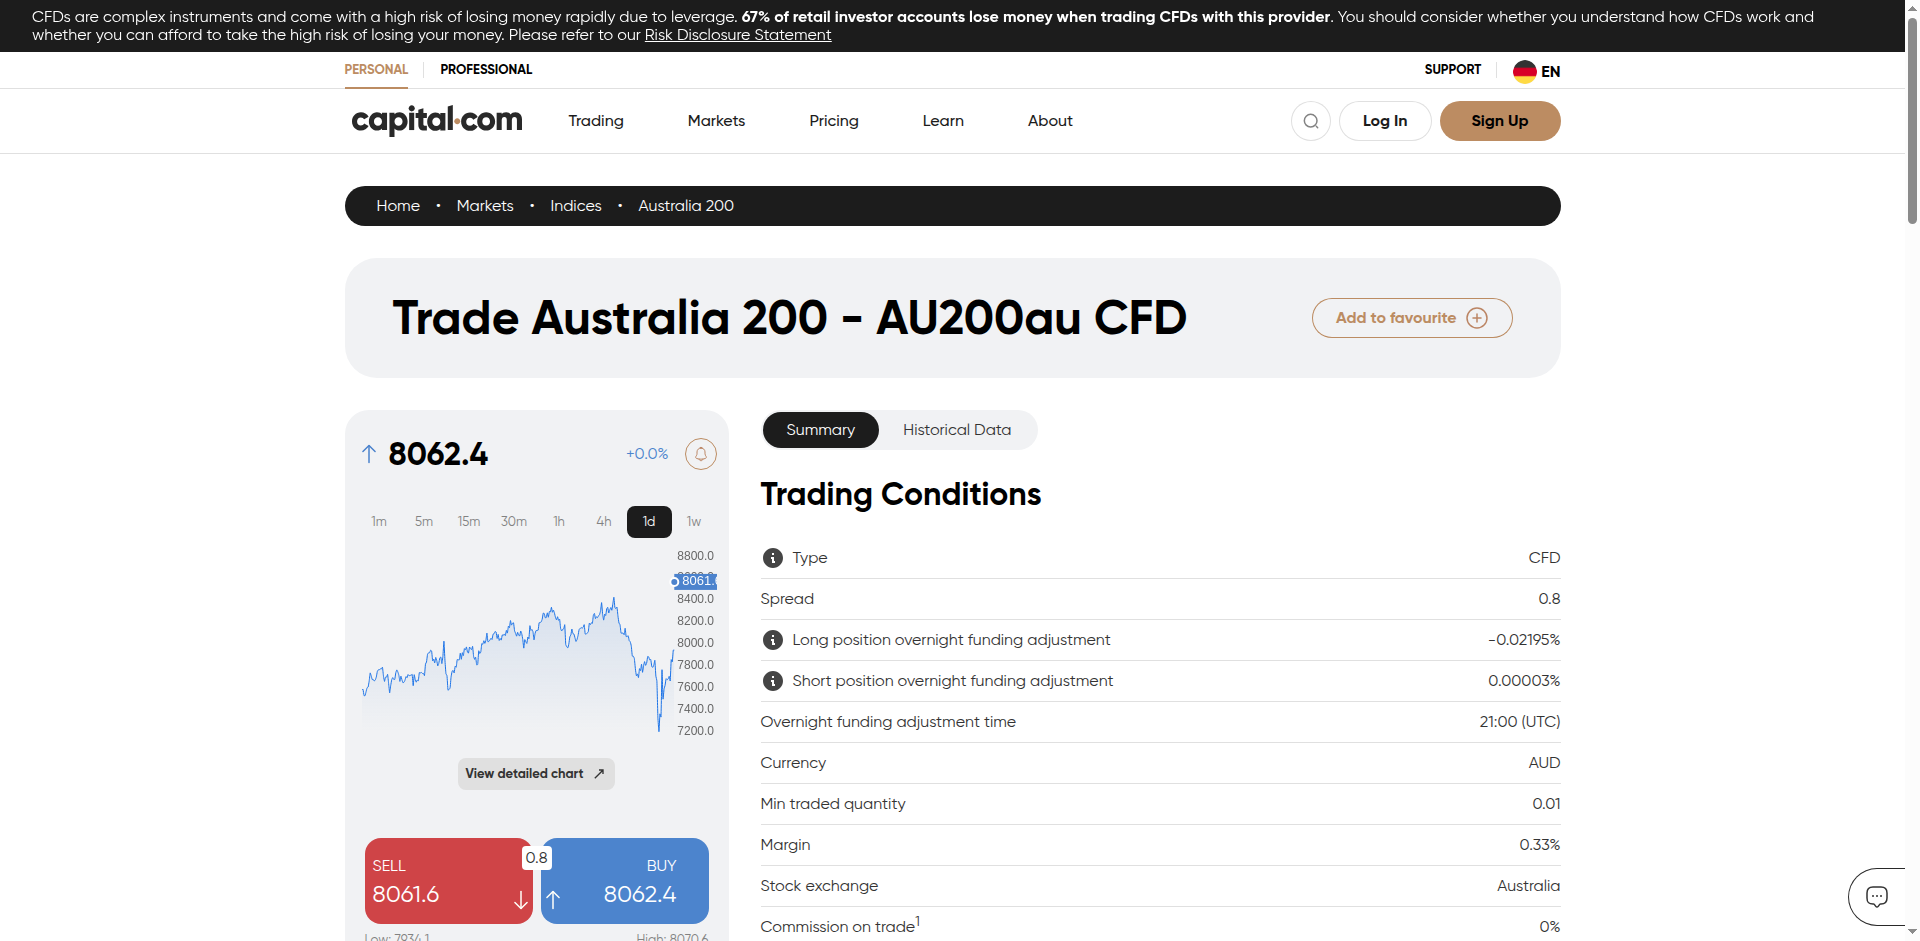 CFDs are complex instruments and come with a high risk of losing money rapidly due to leverage. 67% of retail investor accounts lose money when trading CFDs with this provider. You should consider whether you understand how CFDs work and
whether you can afford to take the high risk of losing your money. Please refer to our Risk Disclosure Statement
PERSONAL PROFESSIONAL SUPPORT EN
capital.com Trading Markets Pricing Learn About Log In Sign Up
Home • Markets • Indices • Australia 200
Trade Australia 200 - AU200au CFD
Add to favourite
8062.4 +0.0%
1m 5m 15m 30m 1h 4h 1d 1w
8800.0
8061.
8400.0
8200.0
8000.0
7800.0
7600.0
7400.0
7200.0
View detailed chart
SELL 0.8 BUY
8061.6 8062.4
Low: 7934.1 High: 8070.6
Summary Historical Data
Trading Conditions
Type CFD
Spread 0.8
Long position overnight funding adjustment -0.02195%
Short position overnight funding adjustment 0.00003%
Overnight funding adjustment time 21:00 (UTC)
Currency AUD
Min traded quantity 0.01
Margin 0.33%
Stock exchange Australia
Commission on trade1 0%